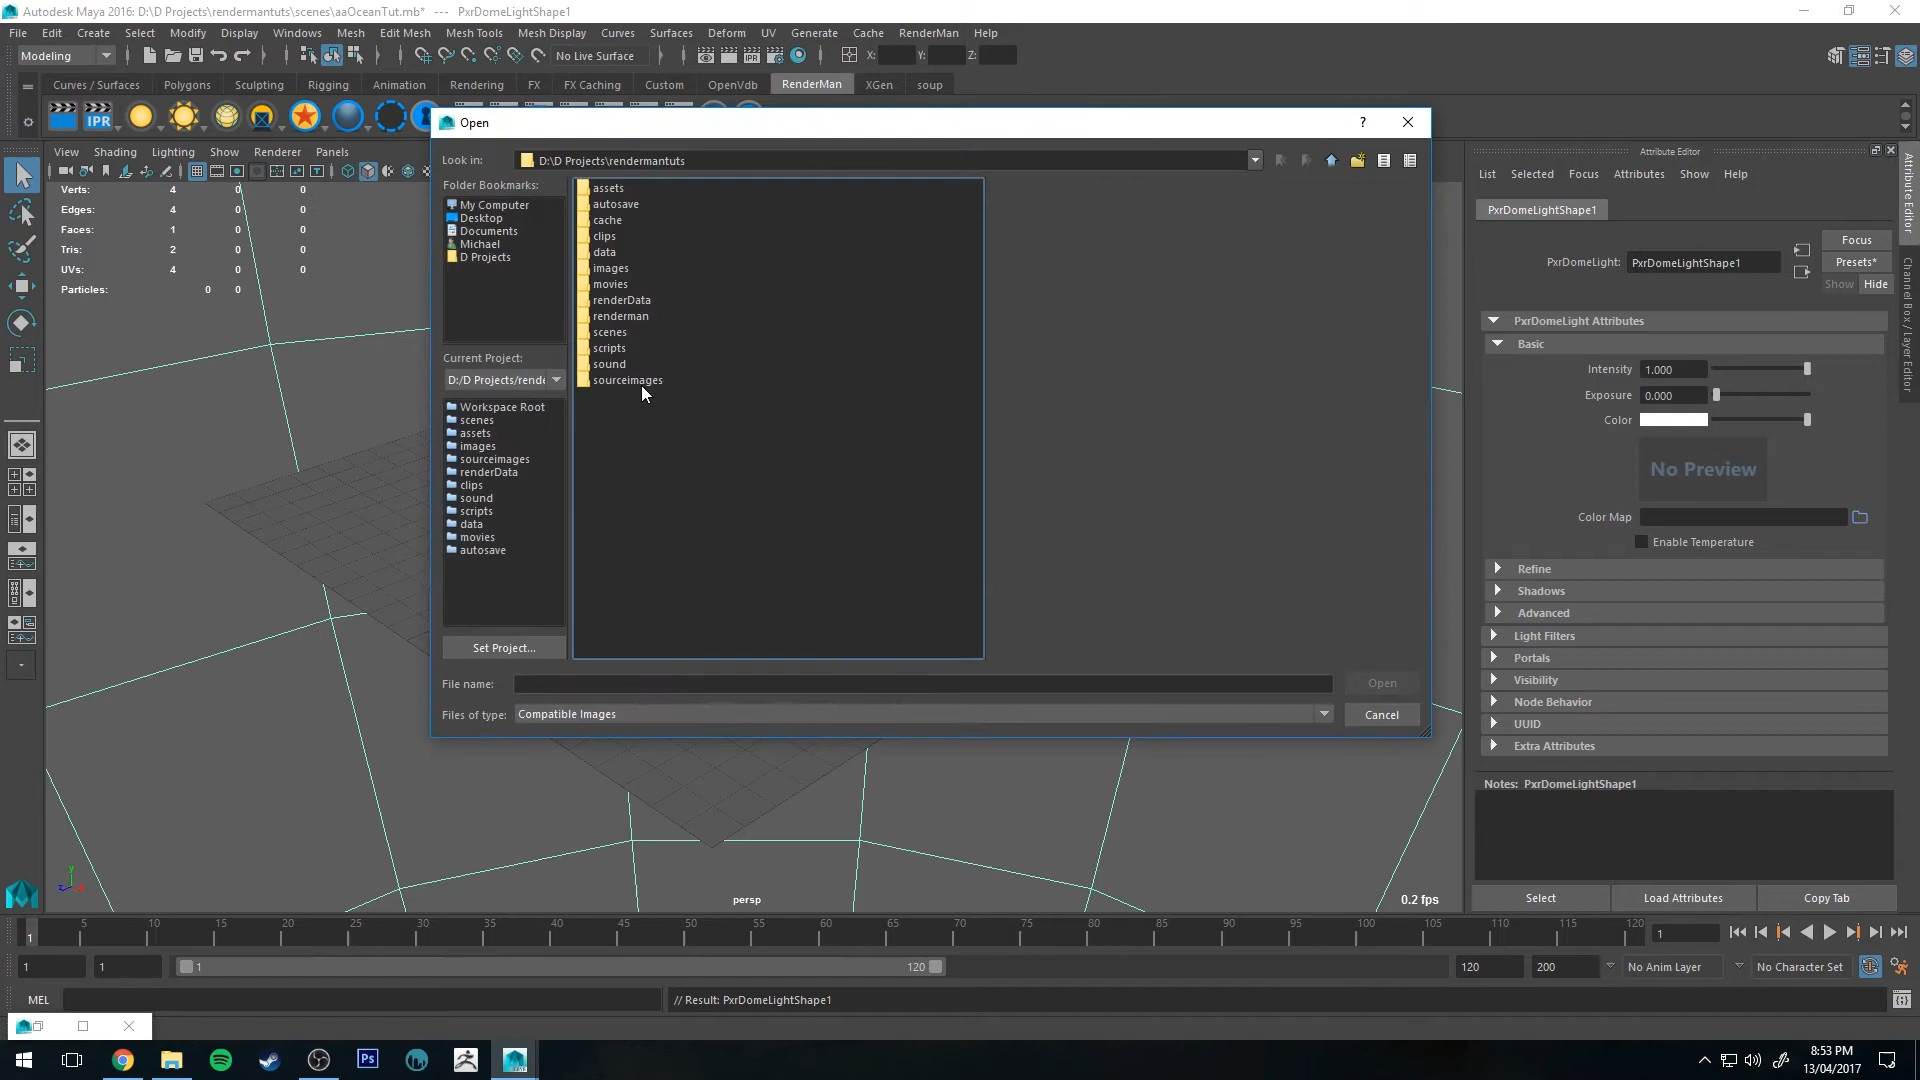 Autodesk Maya 2016: D:\D Projects\rendermantuts\scenes\aaOceanTut.mb*   ---   PxrDomeLightShape1
File Edit Create Select Modify Display Windows Mesh Edit Mesh Mesh Tools Mesh Display Curves Surfaces Deform UV Generate Cache RenderMan Help
Modeling No Live Surface X: Y: Z:
Curves / Surfaces Polygons Sculpting Rigging Animation Rendering FX FX Caching Custom OpenVdb RenderMan XGen soup
IPR
View Shading Lighting Show Renderer Panels
Verts: 4 0 0
Edges: 4 0 0
Faces: 1 0 0
Tris: 2 0 0
UVs: 4 0 0
Particles: 0 0
Open ?
Look in: D:\D Projects\rendermantuts
Folder Bookmarks:
My Computer
Desktop
Documents
Michael
D Projects
Current Project:
D:/D Projects/rende
Workspace Root
scenes
assets
images
sourceimages
renderData
clips
sound
scripts
data
movies
autosave
Set Project...
assets
autosave
cache
clips
data
images
movies
renderData
renderman
scenes
scripts
sound
sourceimages
File name: Open
Files of type: Compatible Images Cancel
persp
0.2 fps
Attribute Editor
List Selected Focus Attributes Show Help
PxrDomeLightShape1
Focus
PxrDomeLight: PxrDomeLightShape1
Presets*
Show Hide
PxrDomeLight Attributes
Basic
Intensity 1.000
Exposure 0.000
Color
No Preview
Color Map
Enable Temperature
Refine
Shadows
Advanced
Light Filters
Portals
Visibility
Node Behavior
UUID
Extra Attributes
Notes: PxrDomeLightShape1
Select Load Attributes Copy Tab
Attribute Editor
Channel Box / Layer Editor
1 5 10 15 20 25 30 35 40 45 50 55 60 65 70 75 80 85 90 95 100 105 110 115 120 1
1 1 1 120 120 200 No Anim Layer No Character Set
MEL // Result: PxrDomeLightShape1
Ps
8:53 PM
13/04/2017